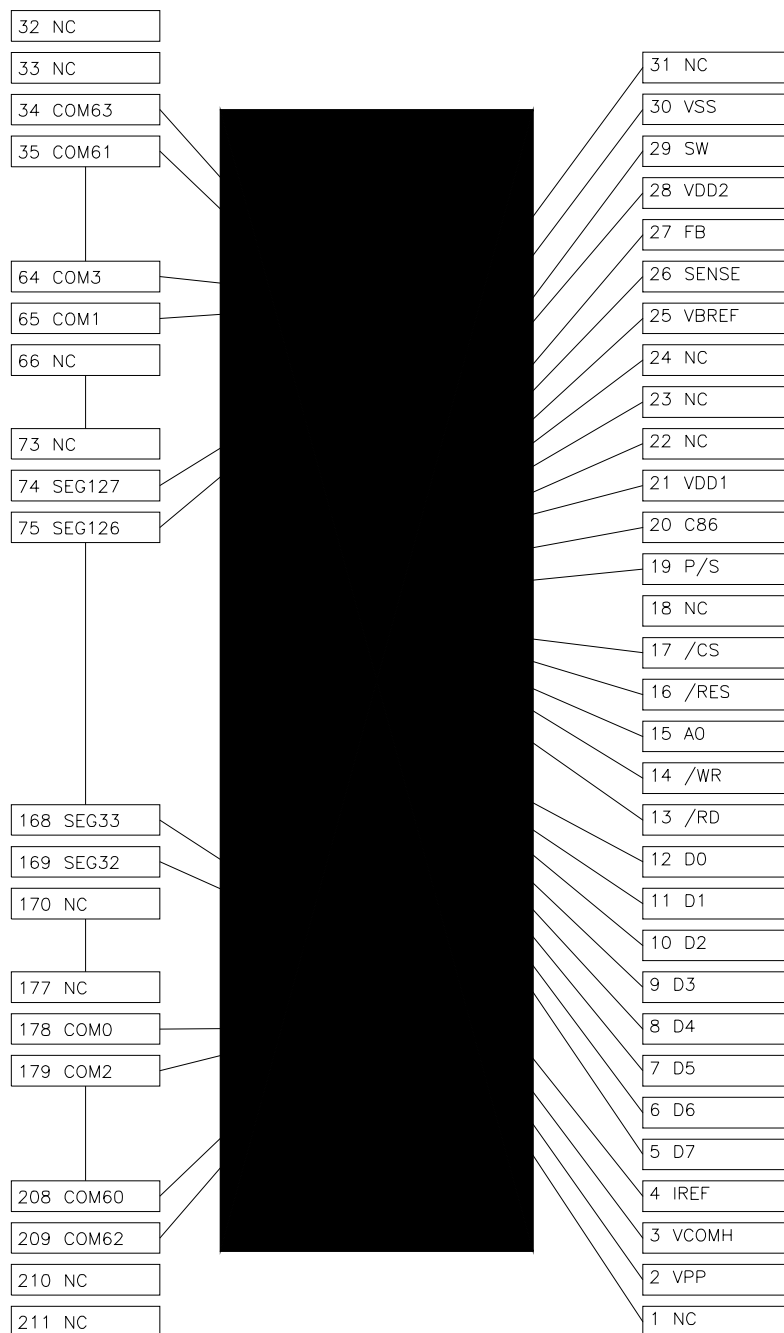 32 NC
33 NC
34 COM63
35 COM61
64 COM3
65 COM1
66 NC
73 NC
74 SEG127
75 SEG126
168 SEG33
169 SEG32
170 NC
177 NC
178 COM0
179 COM2
208 COM60
209 COM62
210 NC
211 NC
31 NC
30 VSS
29 SW
28 VDD2
27 FB
26 SENSE
25 VBREF
24 NC
23 NC
22 NC
21 VDD1
20 C86
19 P/S
18 NC
17 /CS
16 /RES
15 A0
14 /WR
13 /RD
12 D0
11 D1
10 D2
9 D3
8 D4
7 D5
6 D6
5 D7
4 IREF
3 VCOMH
2 VPP
1 NC